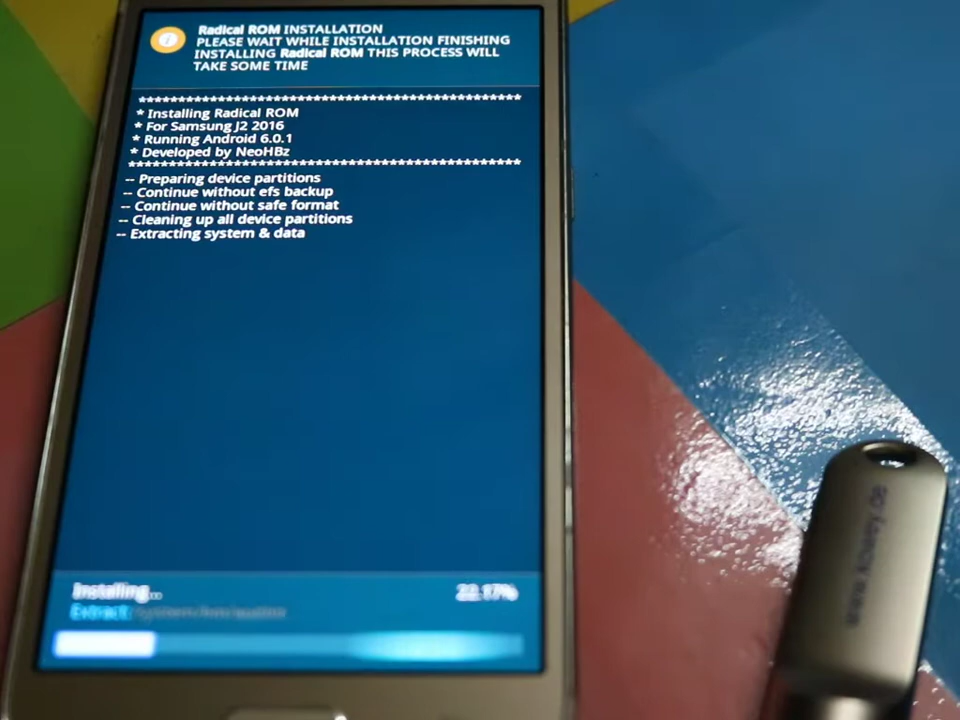 Radical ROM INSTALLATION
PLEASE WAIT WHILE INSTALLATION FINISHING
INSTALLING Radical ROM THIS PROCESS WILL
TAKE SOME TIME
*************************************************
* Installing Radical ROM
* For Samsung J2 2016
* Running Android 6.0.1
* Developed by NeoHBz
*************************************************
-- Preparing device partitions
-- Continue without efs backup
-- Continue without safe format
-- Cleaning up all device partitions
-- Extracting system & data
Installing...
22.17%
Extract: